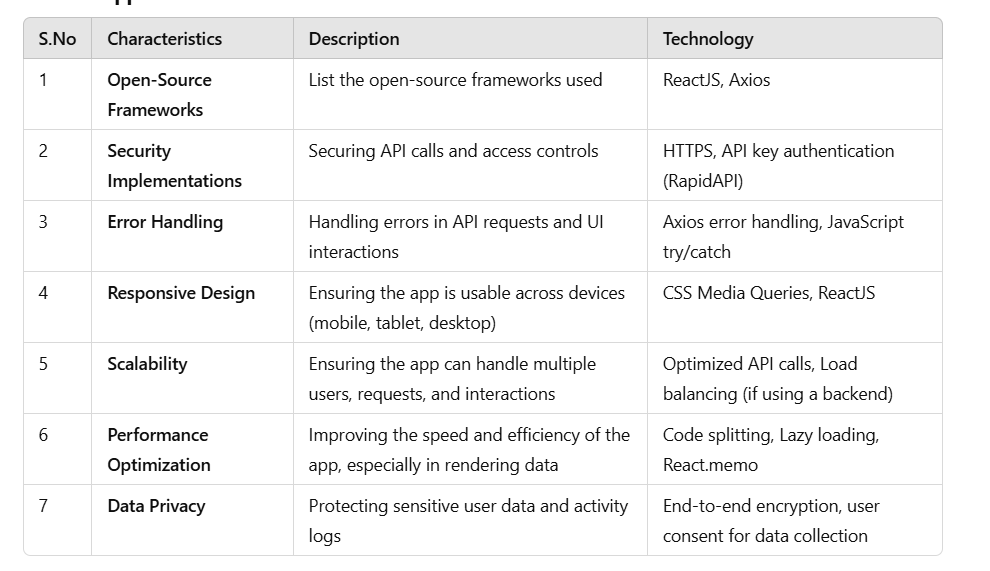 S.No Characteristics Description Technology
1 Open-Source List the open-source frameworks used ReactJS, Axios
Frameworks
2 Security Securing API calls and access controls HTTPS, API key authentication
Implementations (RapidAPI)
3 Error Handling Handling errors in API requests and UI Axios error handling, JavaScript
interactions try/catch
4 Responsive Design Ensuring the app is usable across devices CSS Media Queries, ReactJS
(mobile, tablet, desktop)
5 Scalability Ensuring the app can handle multiple Optimized API calls, Load
users, requests, and interactions balancing (if using a backend)
6 Performance Improving the speed and efficiency of the Code splitting, Lazy loading,
Optimization app, especially in rendering data React.memo
7 Data Privacy Protecting sensitive user data and activity End-to-end encryption, user
logs consent for data collection